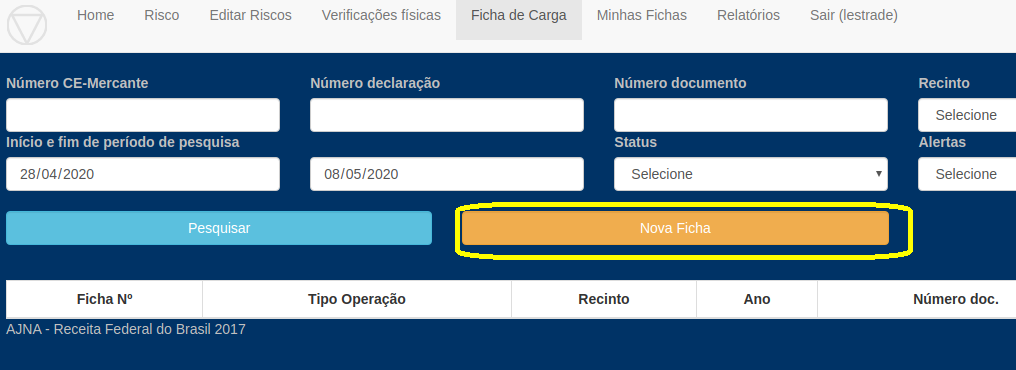 Home Risco Editar Riscos Verificações físicas Ficha de Carga Minhas Fichas Relatórios Sair (lestrade)
Número CE-Mercante Número declaração Número documento Recinto
Selecione
Início e fim de período de pesquisa Status Alertas
28/04/2020 08/05/2020 Selecione Selecione
Pesquisar Nova Ficha
Ficha Nº Tipo Operação Recinto Ano Número doc.
AJNA - Receita Federal do Brasil 2017